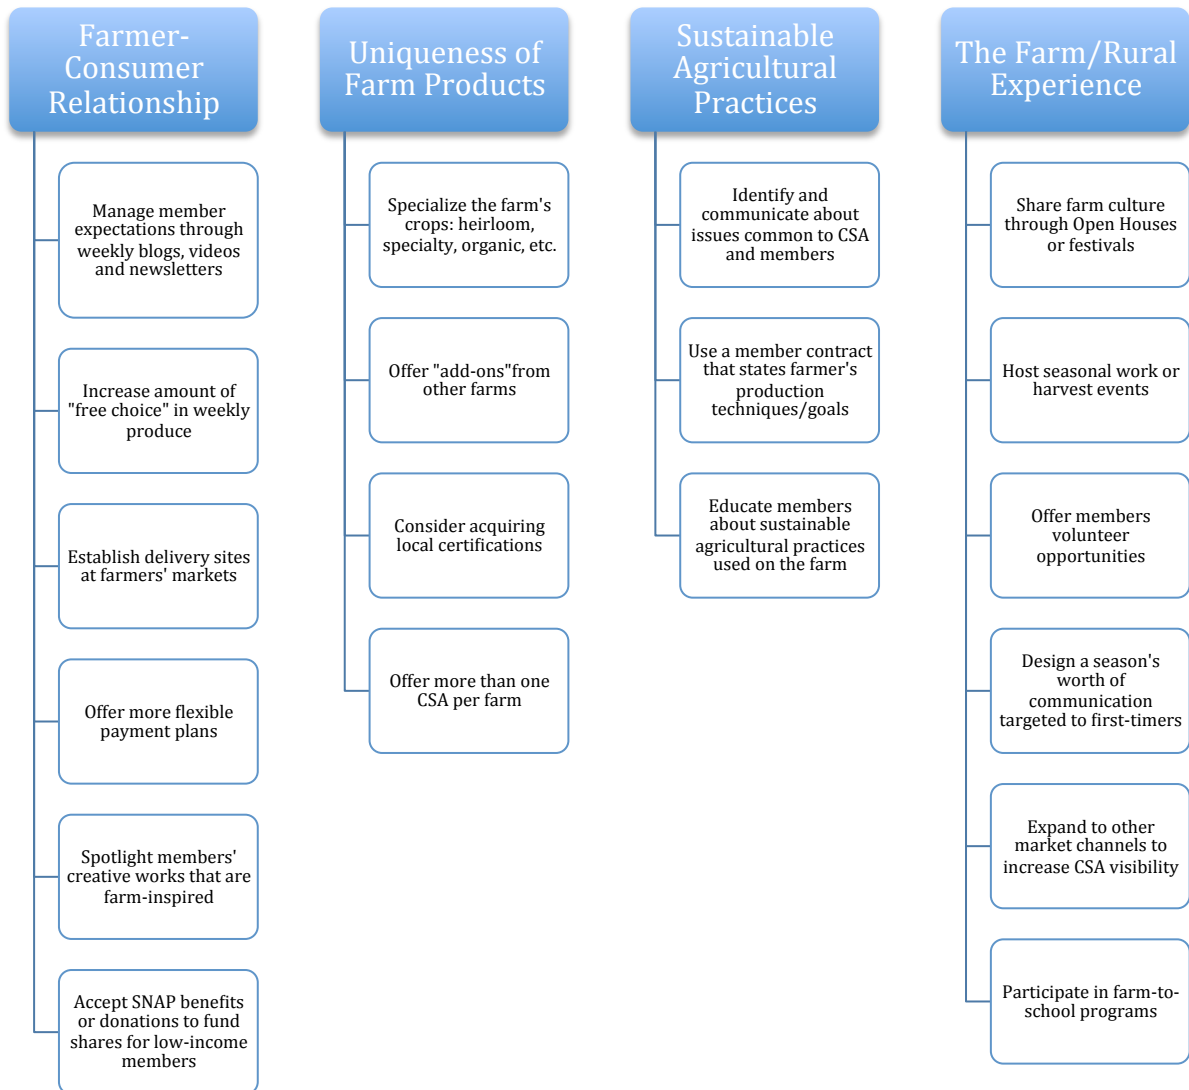 Farmer-
Consumer
Relationship
Manage member
expectations through
weekly blogs, videos
and newsletters
Increase amount of
"free choice" in weekly
produce
Establish delivery sites
at farmers' markets
Offer more flexible
payment plans
Spotlight members'
creative works that are
farm-inspired
Accept SNAP benefits
or donations to fund
shares for low-income
members
Uniqueness of
Farm Products
Specialize the farm's
crops: heirloom,
specialty, organic, etc.
Offer "add-ons"from
other farms
Consider acquiring
local certifications
Offer more than one
CSA per farm
Sustainable
Agricultural
Practices
Identify and
communicate about
issues common to CSA
and members
Use a member contract
that states farmer's
production
techniques/goals
Educate members
about sustainable
agricultural practices
used on the farm
The Farm/Rural
Experience
Share farm culture
through Open Houses
or festivals
Host seasonal work or
harvest events
Offer members
volunteer
opportunities
Design a season's
worth of
communication
targeted to first-timers
Expand to other
market channels to
increase CSA visibility
Participate in farm-to-
school programs